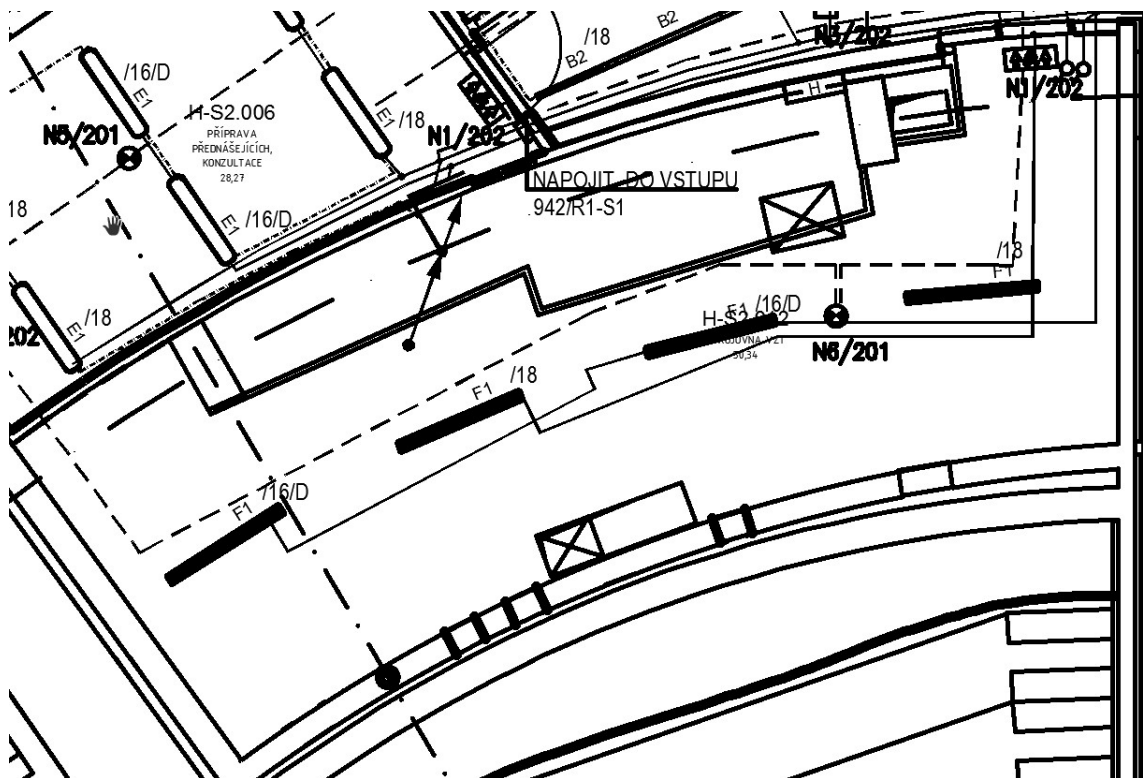 /18
B2
B2
N3/202
/16/D
E1
H-S2.006
PŘÍPRAVA
PŘEDNÁŠEJÍCÍCH,
KONZULTACE
28,27
N5/201
E1
/18
N1/202
N1/202
H
NAPOJIT DO VSTUPU
.942/R1-S1
18
E1
/16/D
E1
/18
202
/18
F1
F1
/16/D
H-S2.
N6/201
F1
/18
F1
/16/D